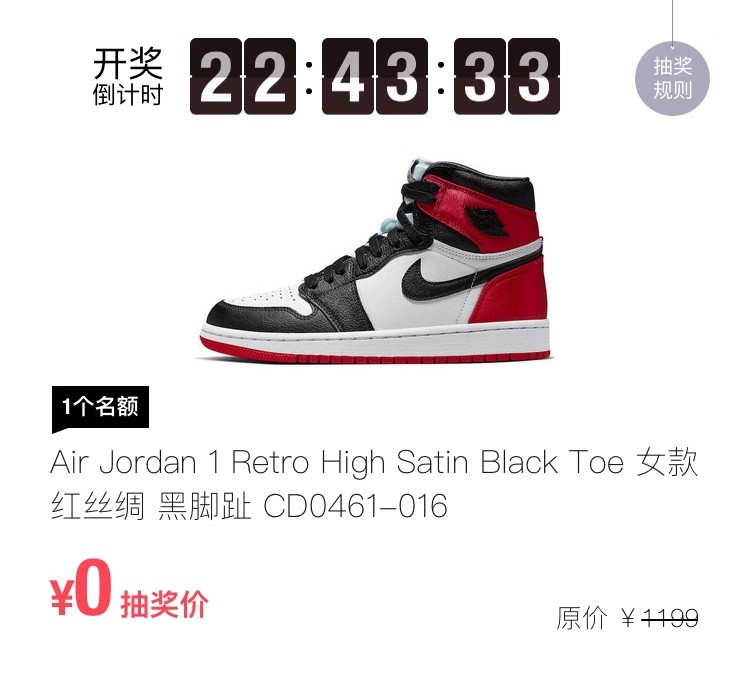 开奖
倒计时
22:43:33
抽奖
规则
1个名额
Air Jordan 1 Retro High Satin Black Toe 女款
红丝绸 黑脚趾 CD0461-016
¥0 抽奖价
原价 ¥1199